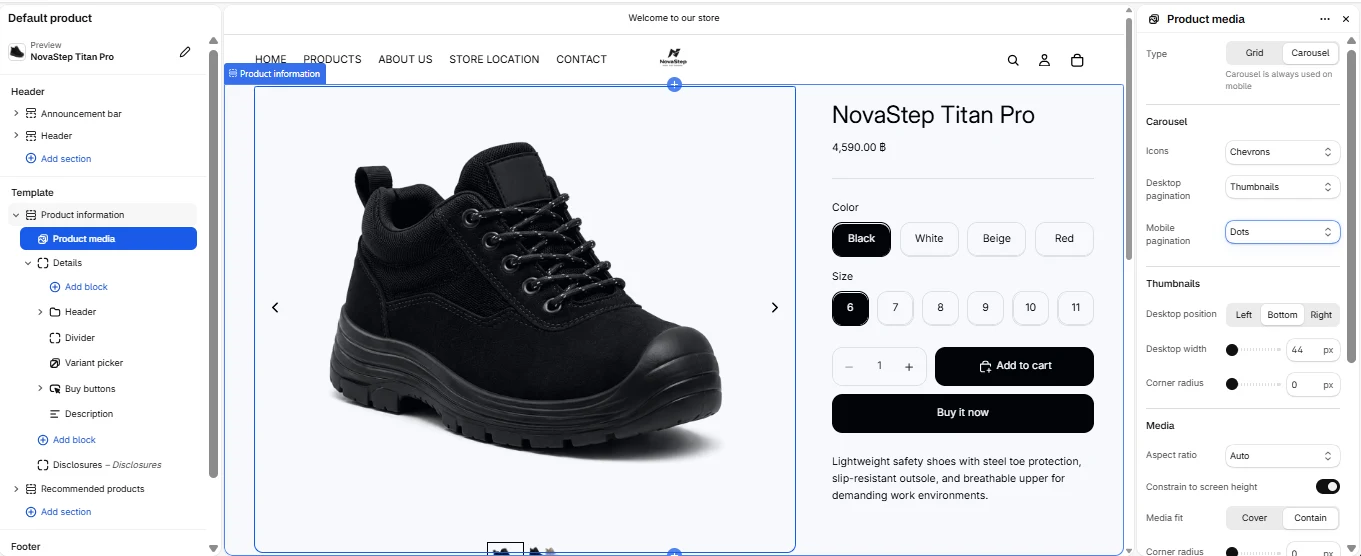 Default product
Preview
NovaStep Titan Pro
Header
Announcement bar
Header
Add section
Template
Product information
Product media
Details
Add block
Header
Divider
Variant picker
Buy buttons
Description
Add block
Disclosures – Disclosures
Recommended products
Add section
Footer
Welcome to our store
HOME PRODUCTS ABOUT US STORE LOCATION CONTACT
NovaStep
Product information
NovaStep Titan Pro
4,590.00 ฿
Color
Black White Beige Red
Size
6 7 8 9 10 11
− 1 +
Add to cart
Buy it now
Lightweight safety shoes with steel toe protection,
slip-resistant outsole, and breathable upper for
demanding work environments.
Product media
Type Grid Carousel
Carousel is always used on
mobile
Carousel
Icons Chevrons
Desktop
pagination
Thumbnails
Mobile
pagination
Dots
Thumbnails
Desktop position Left Bottom Right
Desktop width 44 px
Corner radius 0 px
Media
Aspect ratio Auto
Constrain to screen height
Media fit Cover Contain
Corner radius 0 px